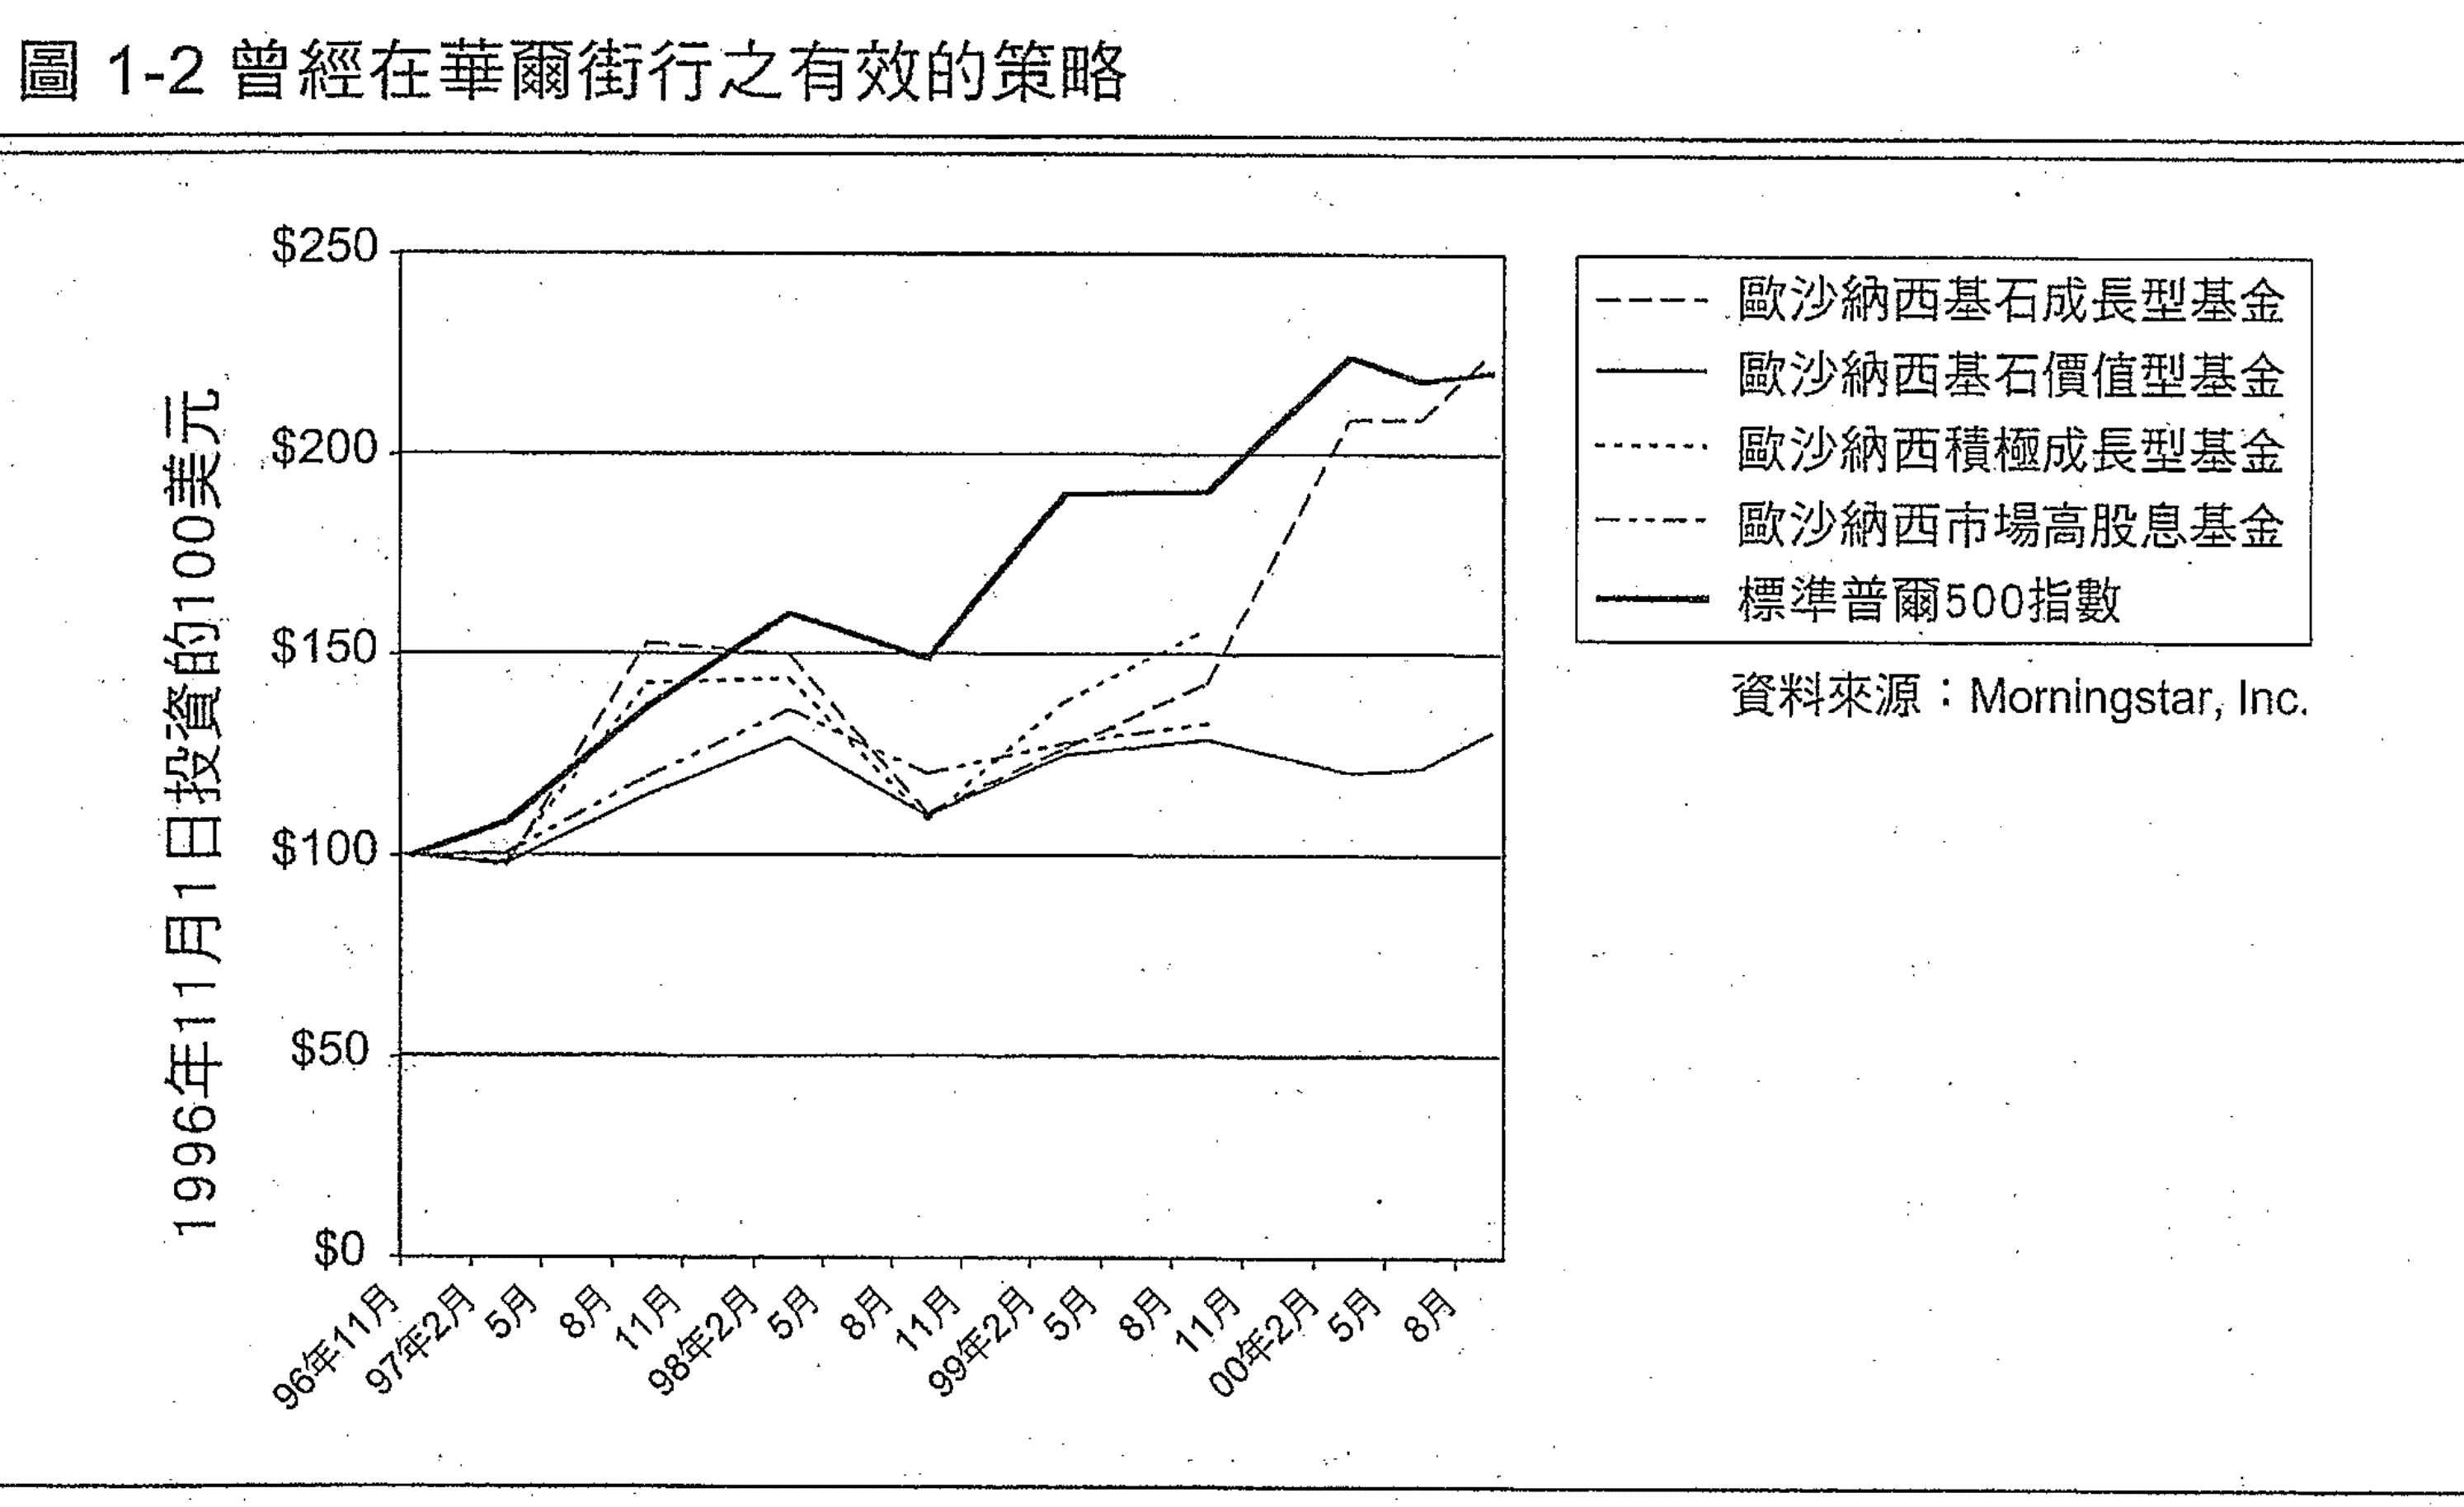 圖 1-2 曾經在華爾街行之有效的策略
1996年11月1日投資的100美元
$250
$200
$150
$100
$50
$0
96年11月
97年2月
5月
8月
11月
98年2月
5月
8月
11月
99年2月
5月
8月
11月
00年2月
5月
8月
歐沙納西基石成長型基金
歐沙納西基石價值型基金
歐沙納西積極成長型基金
歐沙納西市場高股息基金
標準普爾500指數
資料來源：Morningstar, Inc.